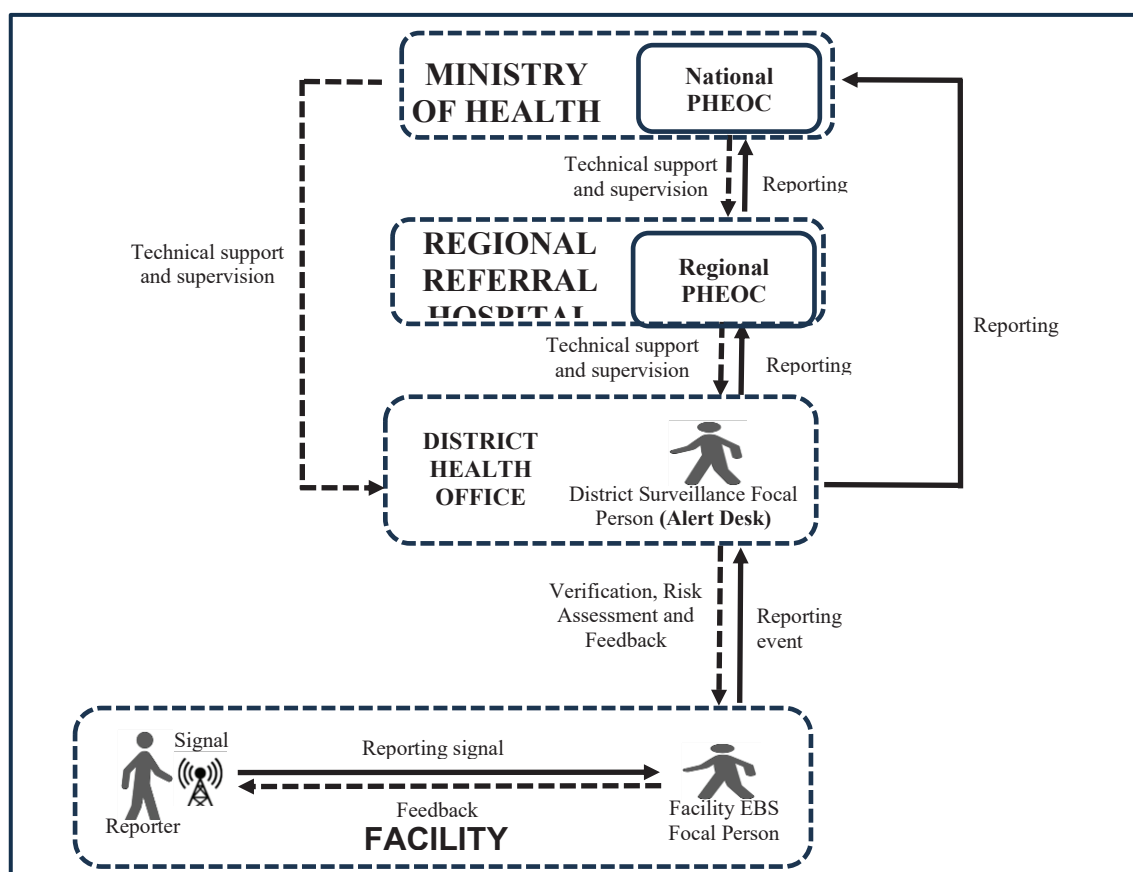 MINISTRY
OF HEALTH
National
PHEOC
Technical support
and supervision
Reporting
Technical support
and supervision
REGIONAL
REFERRAL
HOSPITAL
Regional
PHEOC
Reporting
Technical support
and supervision
Reporting
DISTRICT
HEALTH
OFFICE
District Surveillance Focal
Person (Alert Desk)
Verification, Risk
Assessment and
Feedback
Reporting
event
Signal
Reporting signal
Feedback
Reporter
FACILITY
Facility EBS
Focal Person